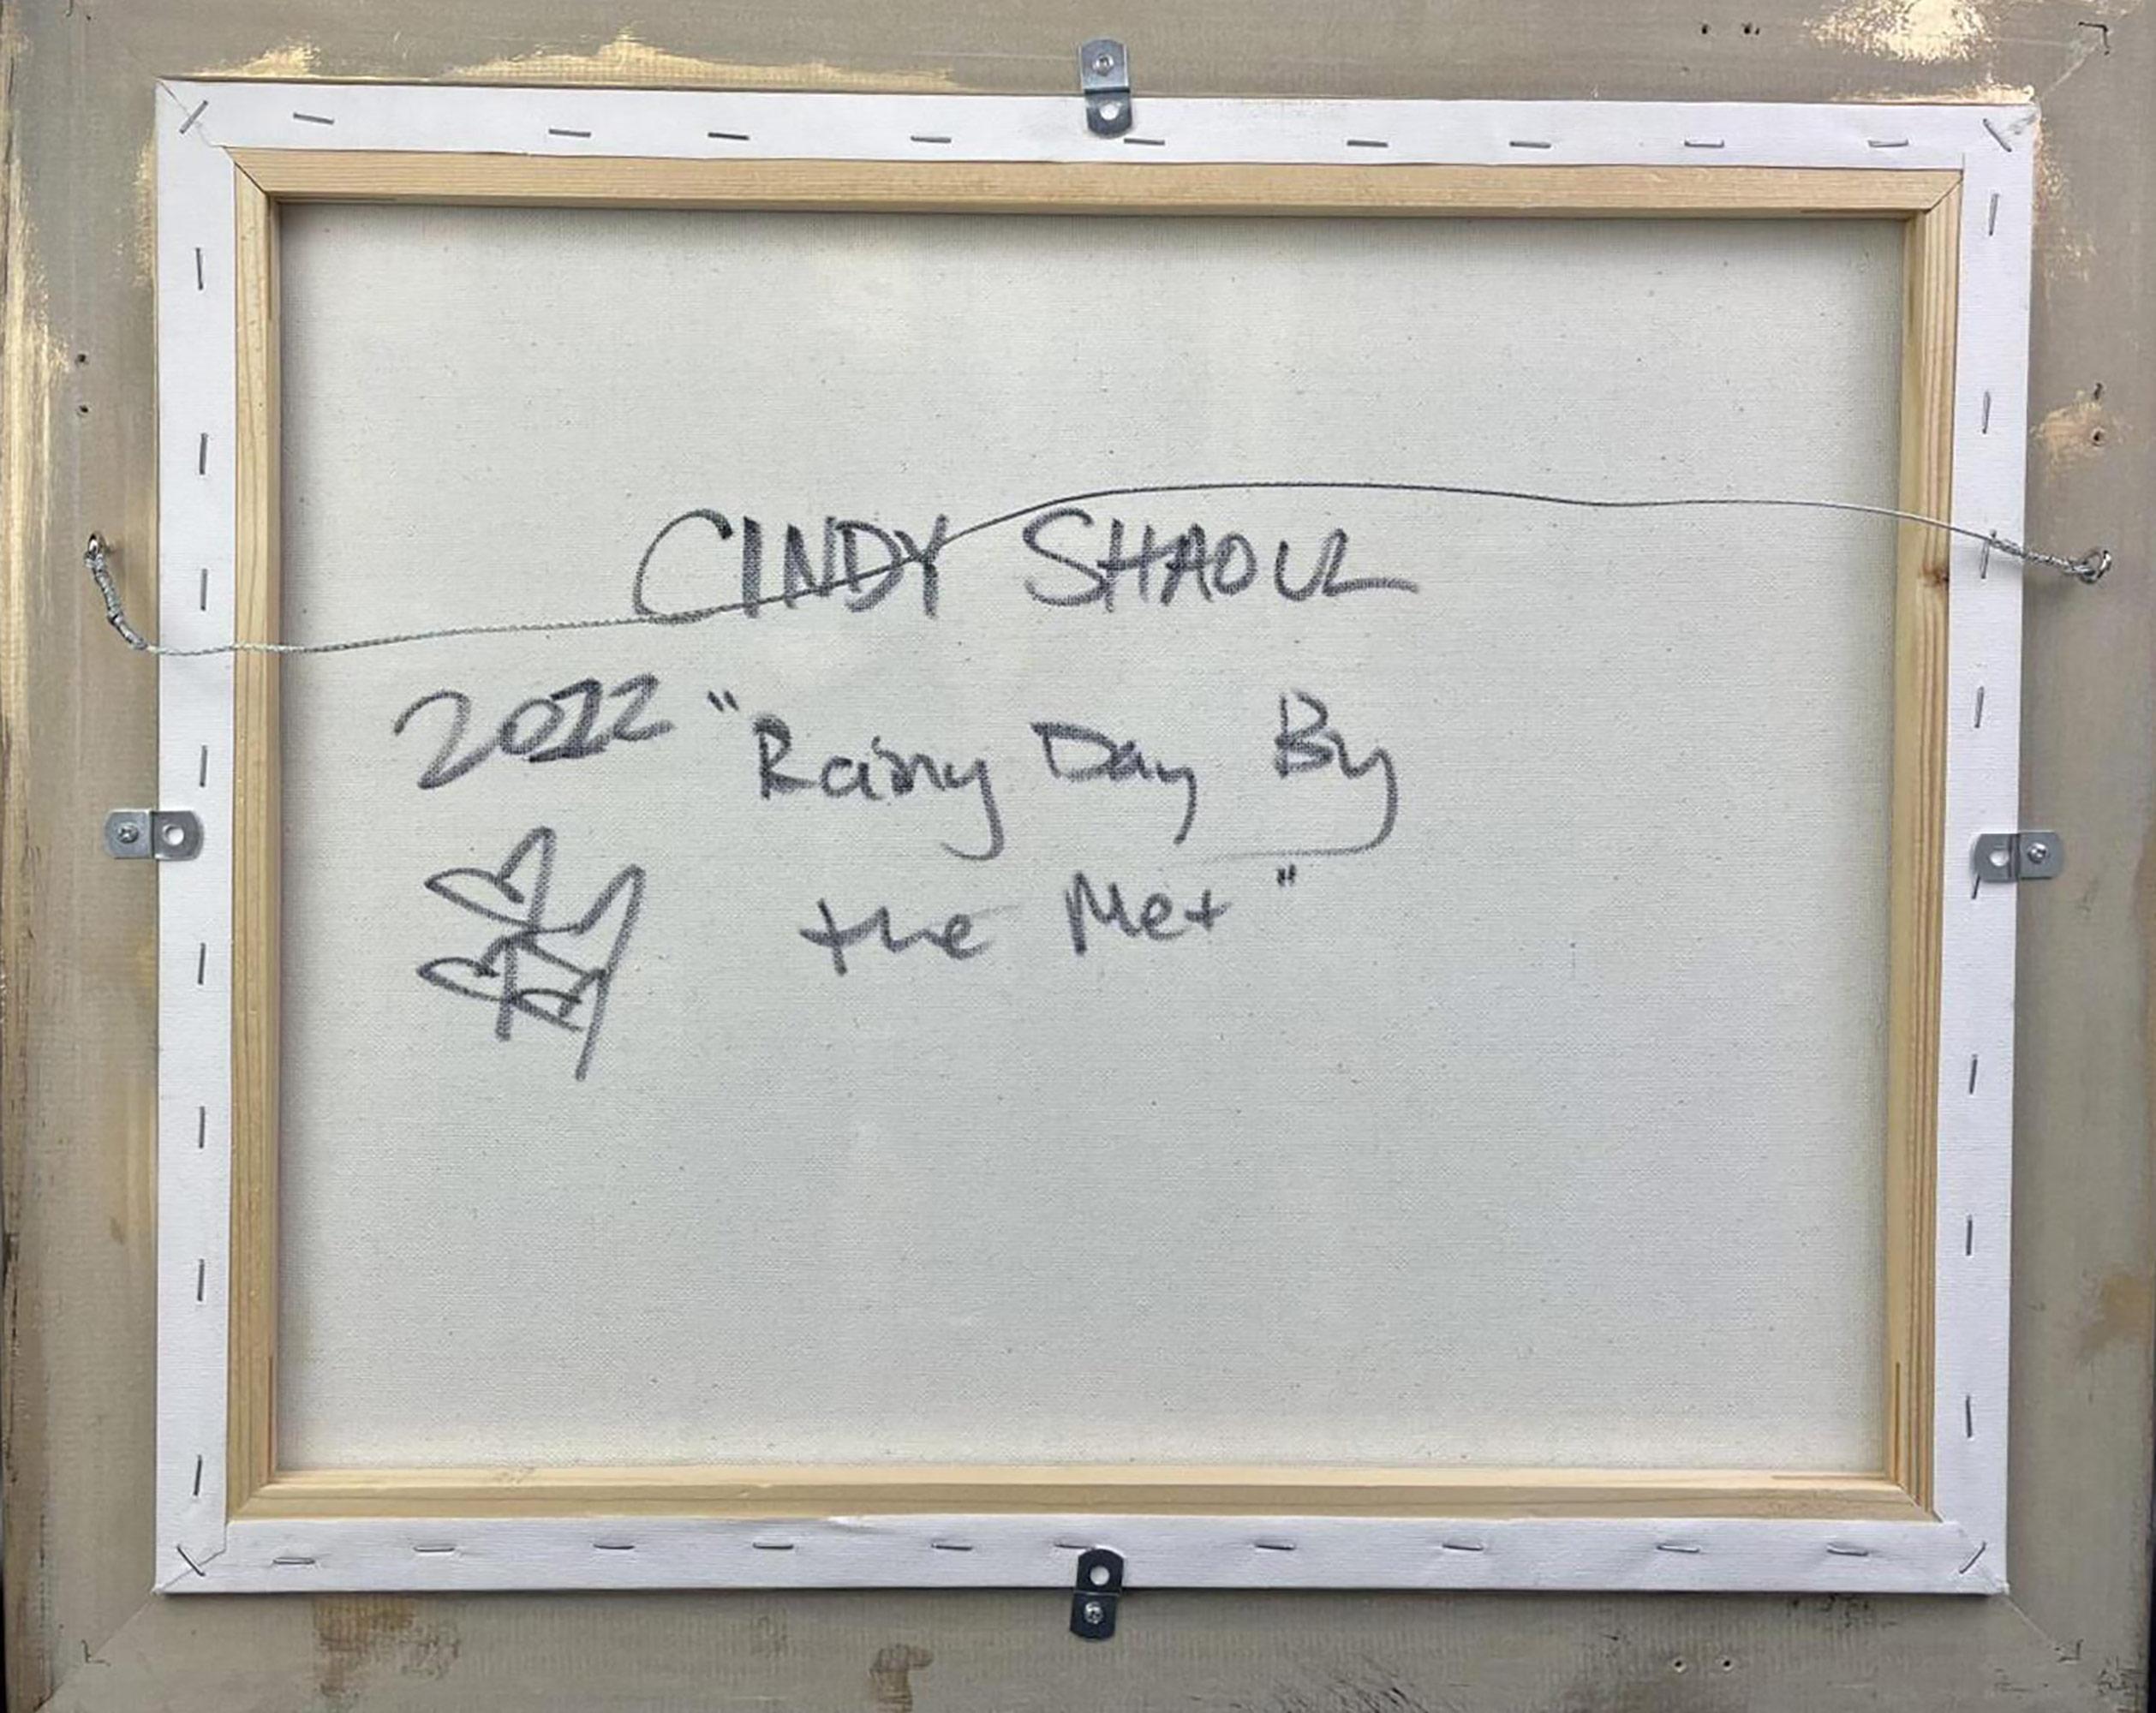 CINDY SHAOUL
2022 "Rainy Day By
the Met"